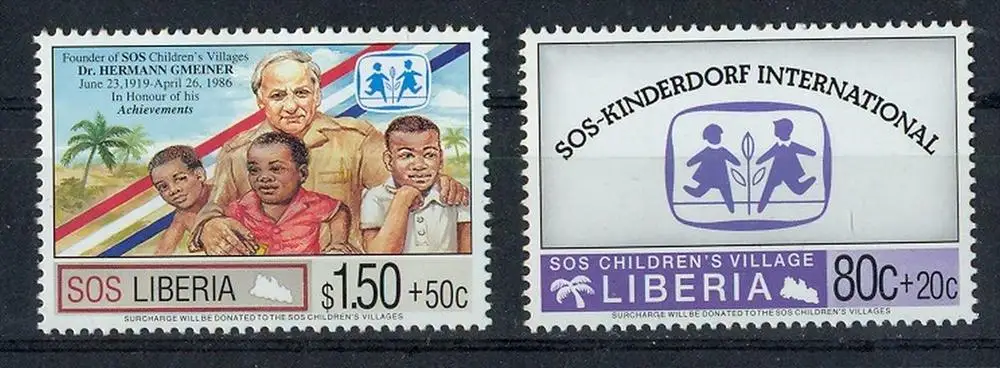 Founder of SOS Children's Villages
Dr. HERMANN GMEINER
June 23,1919-April 26, 1986
In Honour of his
Achievements
SOS LIBERIA
$1.50 +50c
SURCHARGE WILL BE DONATED TO THE SOS CHILDREN'S VILLAGES
SOS-KINDERDORF INTERNATIONAL
SOS CHILDREN'S VILLAGE
LIBERIA
80c+20c
SURCHARGE WILL BE DONATED TO THE SOS CHILDREN'S VILLAGES